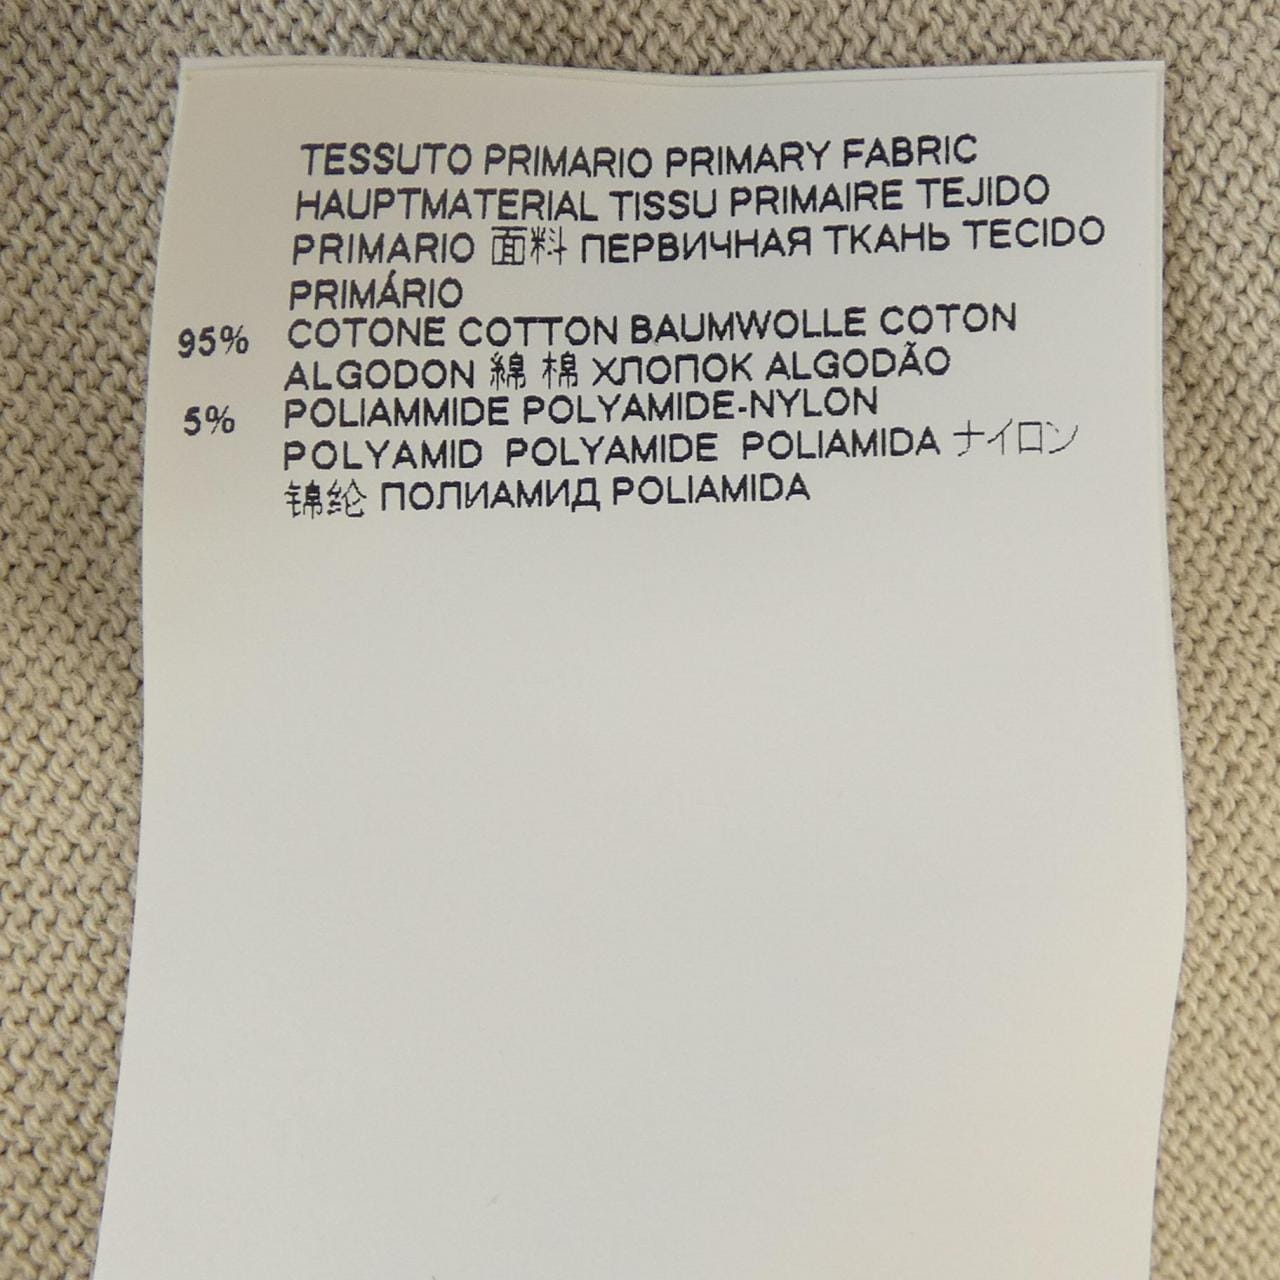 TESSUTO PRIMARIO PRIMARY FABRIC
HAUPTMATERIAL TISSU PRIMAIRE TEJIDO
PRIMARIO 面料 ПЕРВИЧНАЯ ТКАНЬ TECIDO
PRIMÁRIO
95% COTONE COTTON BAUMWOLLE COTON
ALGODON 綿 棉 ХЛОПОК ALGODÃO
5% POLIAMMIDE POLYAMIDE-NYLON
POLYAMID POLYAMIDE POLIAMIDA ナイロン
锦纶 ПОЛИАМИД POLIAMIDA